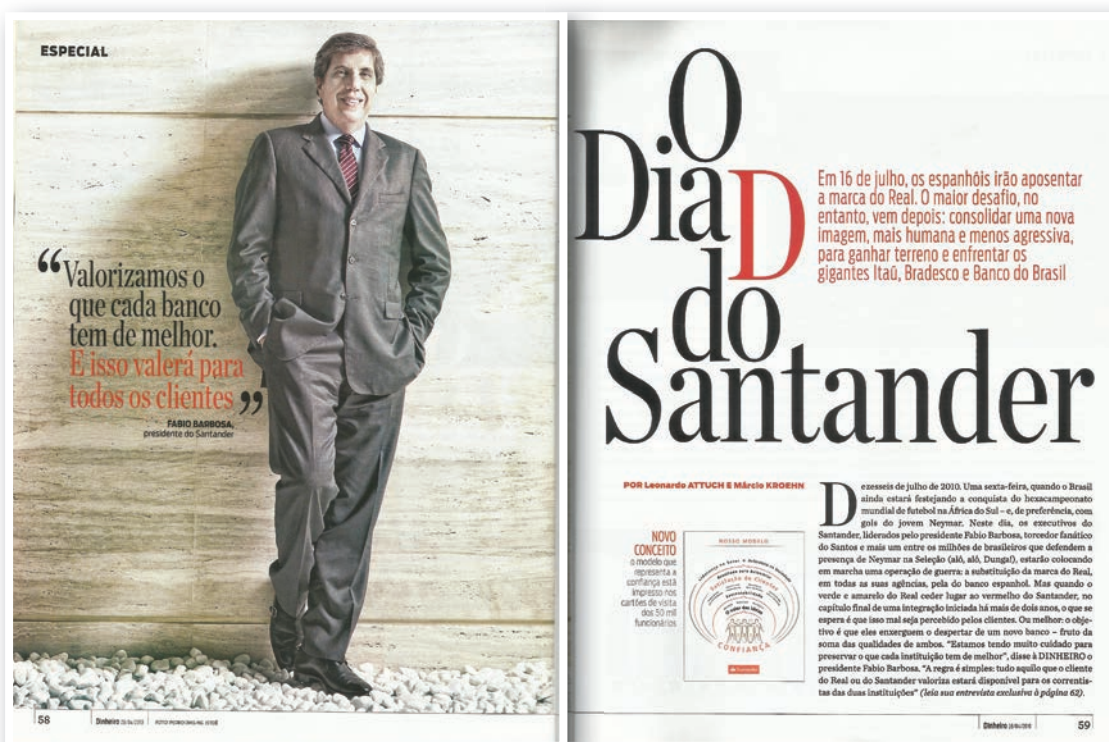 ESPECIAL
“Valorizamos o
que cada banco
tem de melhor.
E isso valerá para
todos os clientes”
FABIO BARBOSA,
presidente do Santander
58
Dinheiro
O
Dia D
do
Santander
Em 16 de julho, os espanhóis irão aposentar
a marca do Real. O maior desafio, no
entanto, vem depois: consolidar uma nova
imagem, mais humana e menos agressiva,
para ganhar terreno e enfrentar os
gigantes Itaú, Bradesco e Banco do Brasil
POR Leonardo ATTUCH E Márcio KROEHN
NOVO
CONCEITO
o modelo que
representa a
confiança está
impresso nos
cartões de visita
dos 50 mil
funcionários
NOSSO MODELO
Satisfação de Clientes
CONFIANÇA
Santander
Dezesseis de julho de 2010. Uma sexta-feira, quando o Brasil
ainda estará festejando a conquista do hexacampeonato
mundial de futebol na África do Sul – e, de preferência, com
gols do jovem Neymar. Neste dia, os executivos do
Santander, liderados pelo presidente Fabio Barbosa, torcedor fanático
do Santos e mais um entre os milhões de brasileiros que defendem a
presença de Neymar na Seleção (alô, alô, Dunga!), estarão colocando
em marcha uma operação de guerra: a substituição da marca do Real,
em todas as suas agências, pela do banco espanhol. Mas quando o
verde e amarelo do Real ceder lugar ao vermelho do Santander, no
capítulo final de uma integração iniciada há mais de dois anos, o que se
espera é que isso mal seja percebido pelos clientes. Ou melhor: o obje-
tivo é que eles enxerguem o despertar de um novo banco – fruto da
soma das qualidades de ambos. “Estamos tendo muito cuidado para
preservar o que cada instituição tem de melhor”, disse à DINHEIRO o
presidente Fabio Barbosa. “A regra é simples: tudo aquilo que o cliente
do Real ou do Santander valoriza estará disponível para os correntis-
tas das duas instituições” (leia sua entrevista exclusiva à página 62).
Dinheiro
59